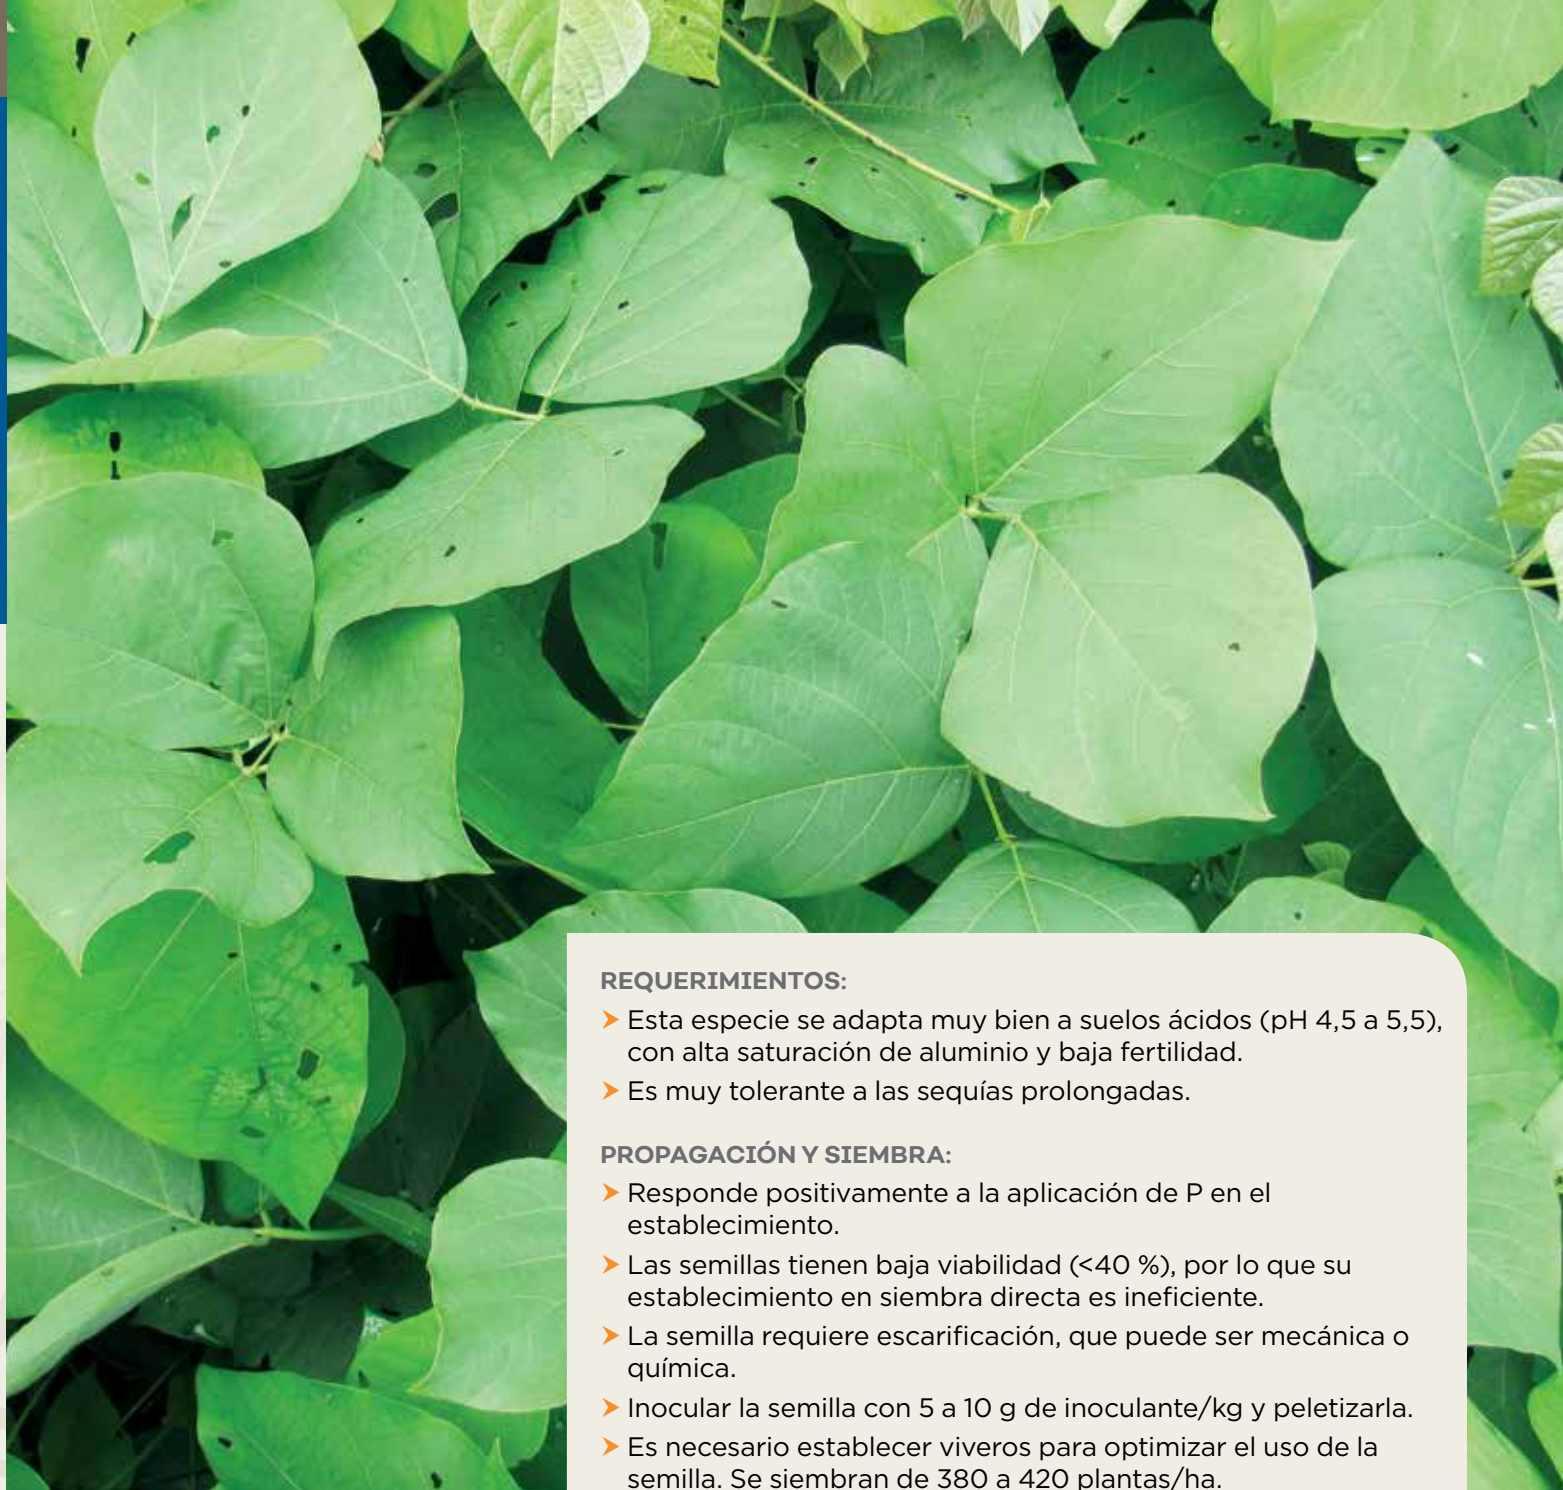 REQUERIMIENTOS:
➤ Esta especie se adapta muy bien a suelos ácidos (pH 4,5 a 5,5),
con alta saturación de aluminio y baja fertilidad.
➤ Es muy tolerante a las sequías prolongadas.
PROPAGACIÓN Y SIEMBRA:
➤ Responde positivamente a la aplicación de P en el
establecimiento.
➤ Las semillas tienen baja viabilidad (<40 %), por lo que su
establecimiento en siembra directa es ineficiente.
➤ La semilla requiere escarificación, que puede ser mecánica o
química.
➤ Inocular la semilla con 5 a 10 g de inoculante/kg y peletizarla.
➤ Es necesario establecer viveros para optimizar el uso de la
semilla. Se siembran de 380 a 420 plantas/ha.